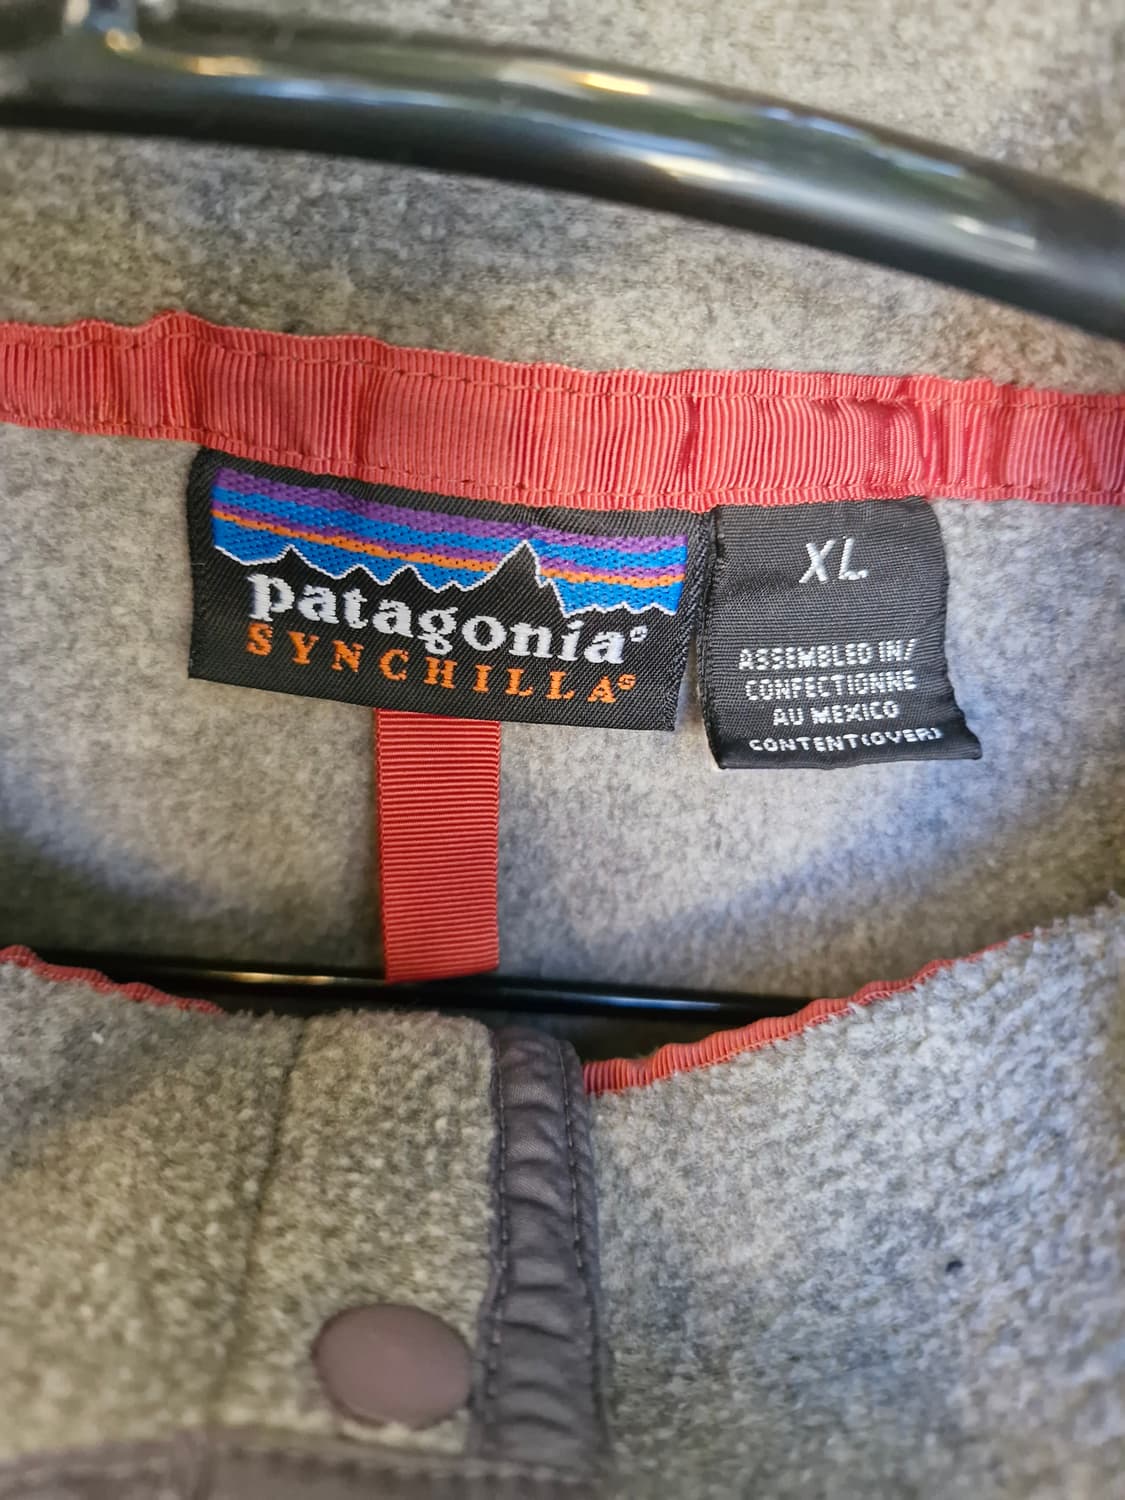 patagonia®
SYNCHILLA®
XL
ASSEMBLED IN/
CONFECTIONNE
AU MEXICO
CONTENT(OVER)